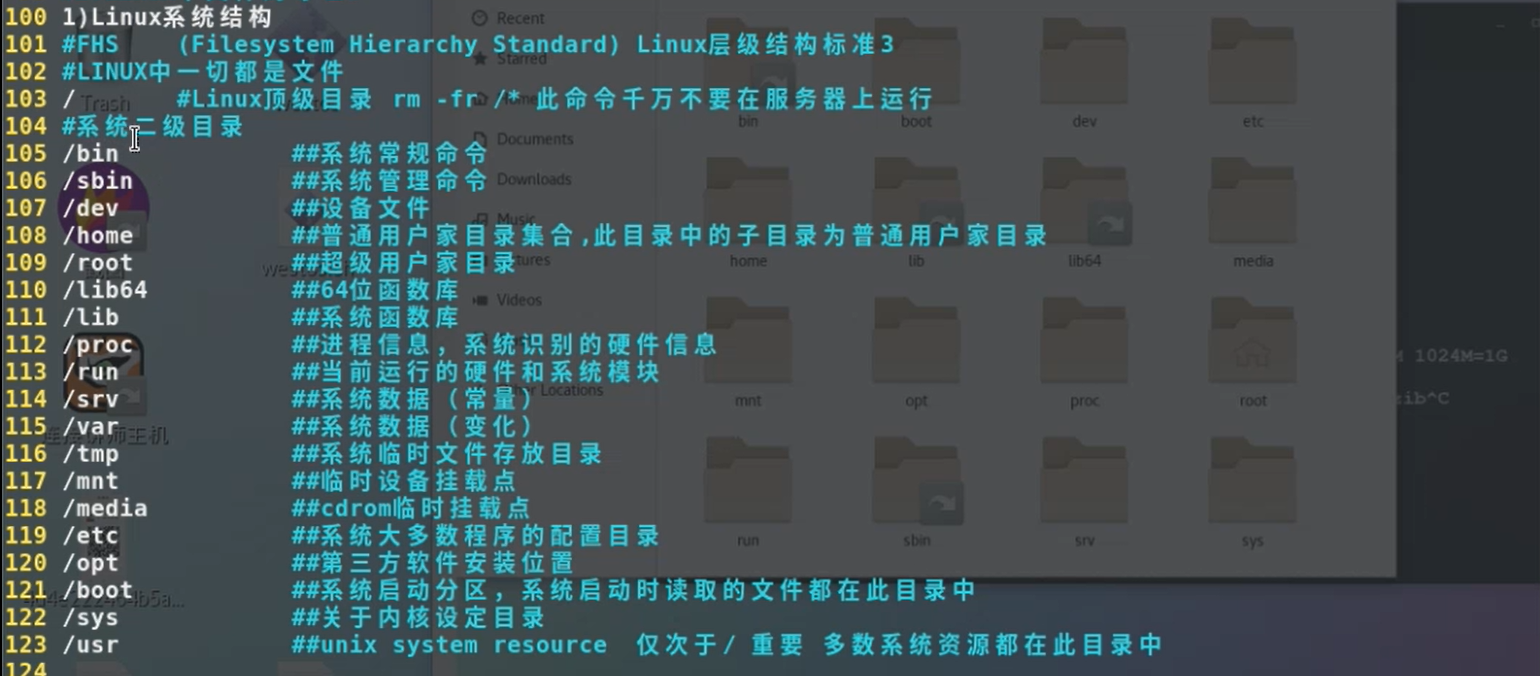 100 1)Linux系统结构
101 #FHS    (Filesystem Hierarchy Standard) Linux层级结构标准3
102 #LINUX中一切都是文件
103 /       #Linux顶级目录 rm -fr /* 此命令千万不要在服务器上运行
104 #系统二级目录
105 /bin            ##系统常规命令
106 /sbin           ##系统管理命令
107 /dev            ##设备文件
108 /home           ##普通用户家目录集合,此目录中的子目录为普通用户家目录
109 /root           ##超级用户家目录
110 /lib64          ##64位函数库
111 /lib            ##系统函数库
112 /proc           ##进程信息，系统识别的硬件信息
113 /run            ##当前运行的硬件和系统模块
114 /srv            ##系统数据（常量）
115 /var            ##系统数据（变化）
116 /tmp            ##系统临时文件存放目录
117 /mnt            ##临时设备挂载点
118 /media          ##cdrom临时挂载点
119 /etc            ##系统大多数程序的配置目录
120 /opt            ##第三方软件安装位置
121 /boot           ##系统启动分区，系统启动时读取的文件都在此目录中
122 /sys            ##关于内核设定目录
123 /usr            ##unix system resource  仅次于/ 重要 多数系统资源都在此目录中
124
Trash
Recent
Starred
Home
Documents
Downloads
Music
Videos
Other Locations
bin boot dev etc
home lib lib64 media
mnt opt proc root
run sbin srv sys
1024M=1G
^C